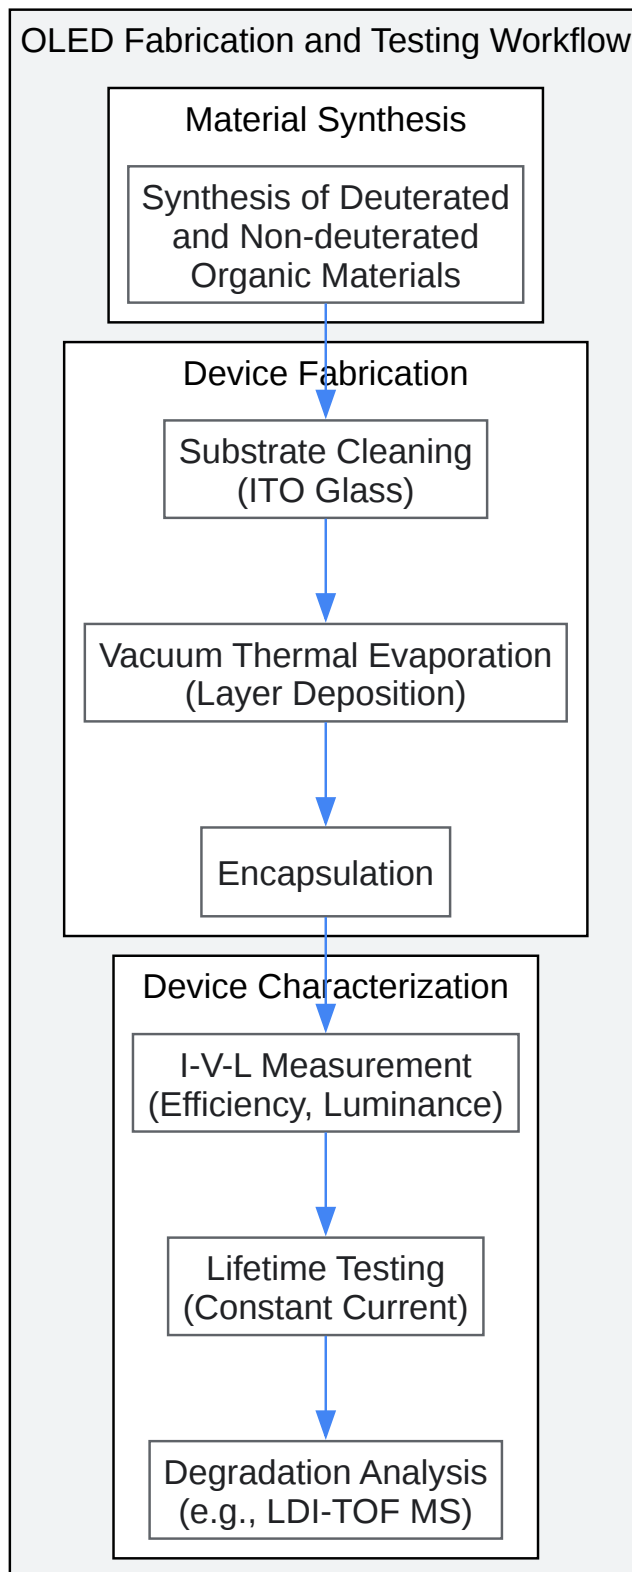 OLED Fabrication and Testing Workflow
Material Synthesis
Synthesis of Deuterated
and Non-deuterated
Organic Materials
Device Fabrication
Substrate Cleaning
(ITO Glass)
Vacuum Thermal Evaporation
(Layer Deposition)
Encapsulation
Device Characterization
I-V-L Measurement
(Efficiency, Luminance)
Lifetime Testing
(Constant Current)
Degradation Analysis
(e.g., LDI-TOF MS)